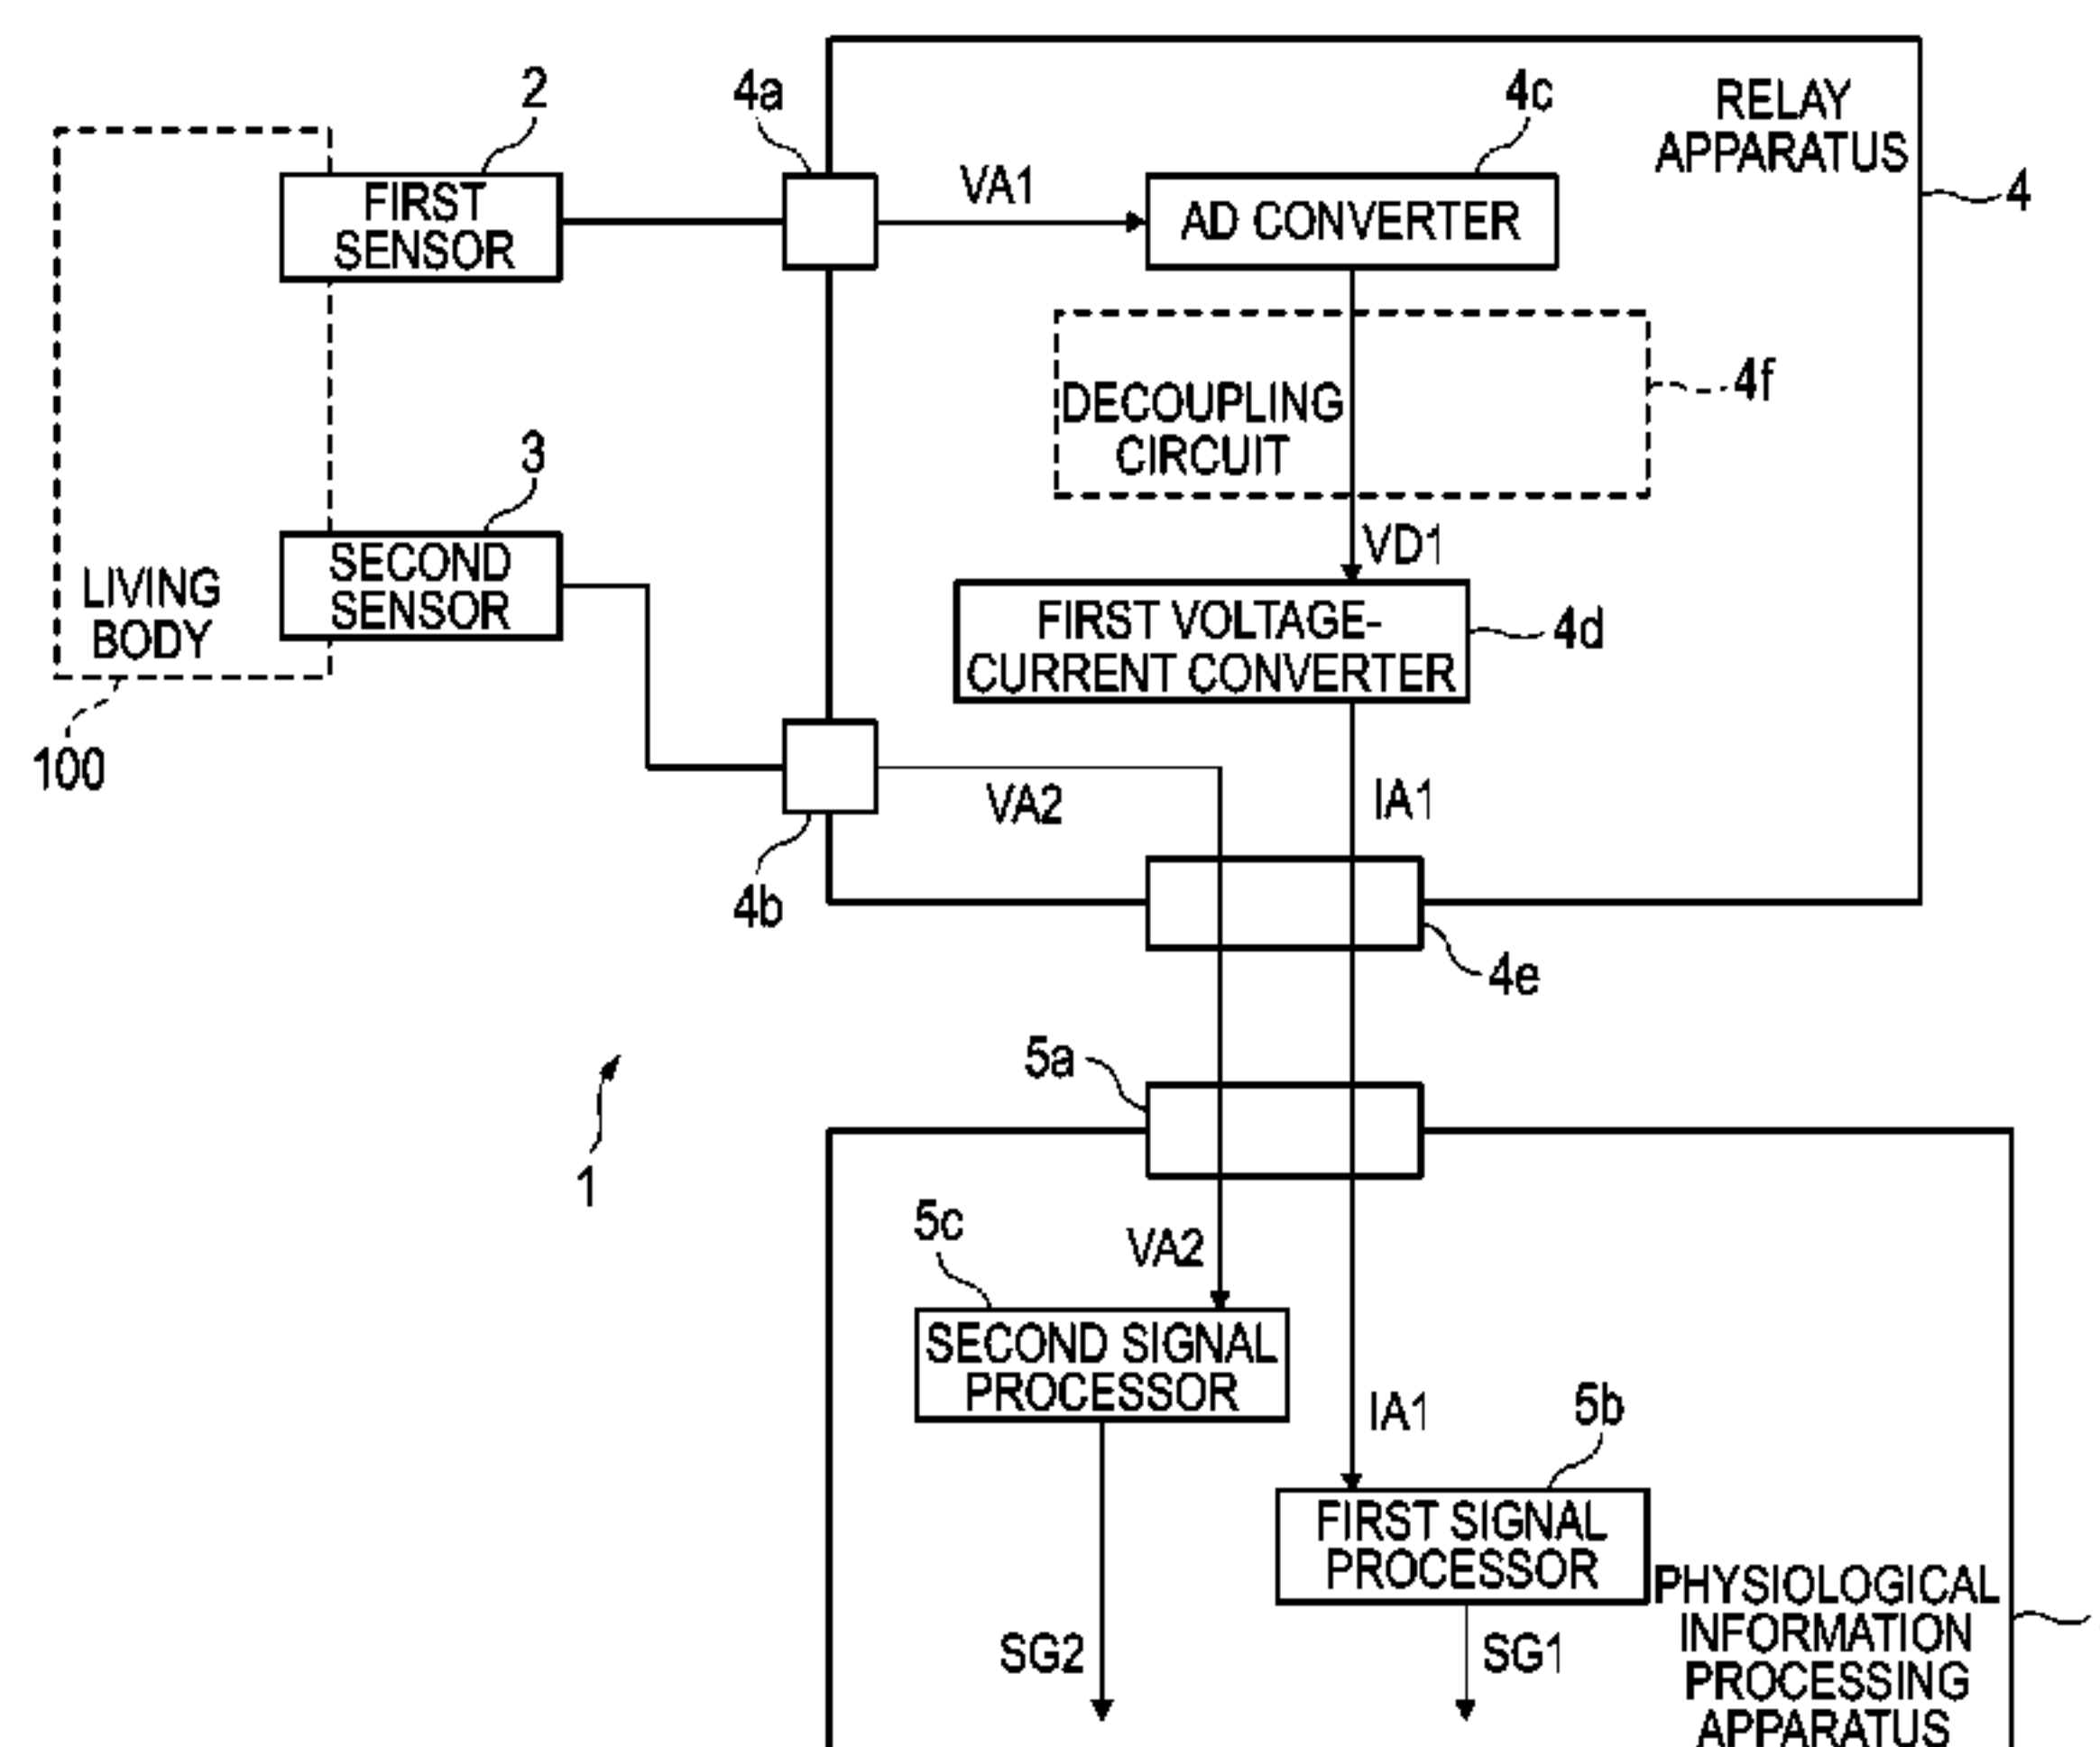 2
4a
4c
RELAY
APPARATUS
4
FIRST
SENSOR
VA1
AD CONVERTER
DECOUPLING
CIRCUIT
4f
3
SECOND
SENSOR
LIVING
BODY
100
VD1
FIRST VOLTAGE-
CURRENT CONVERTER
4d
VA2
IA1
4b
4e
5a
1
5c
VA2
SECOND SIGNAL
PROCESSOR
IA1
5b
FIRST SIGNAL
PROCESSOR
SG2
SG1
PHYSIOLOGICAL
INFORMATION
PROCESSING
APPARATUS